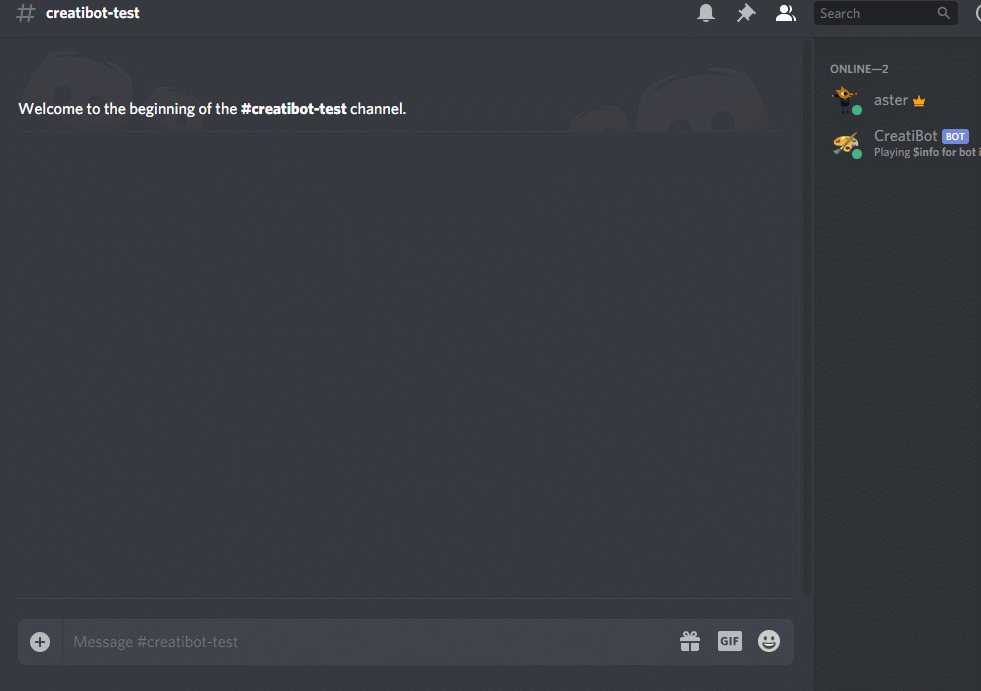 # creatibot-test
Search
Welcome to the beginning of the #creatibot-test channel.
ONLINE—2
aster
CreatiBot BOT
Playing $info for bot i
Message #creatibot-test
GIF